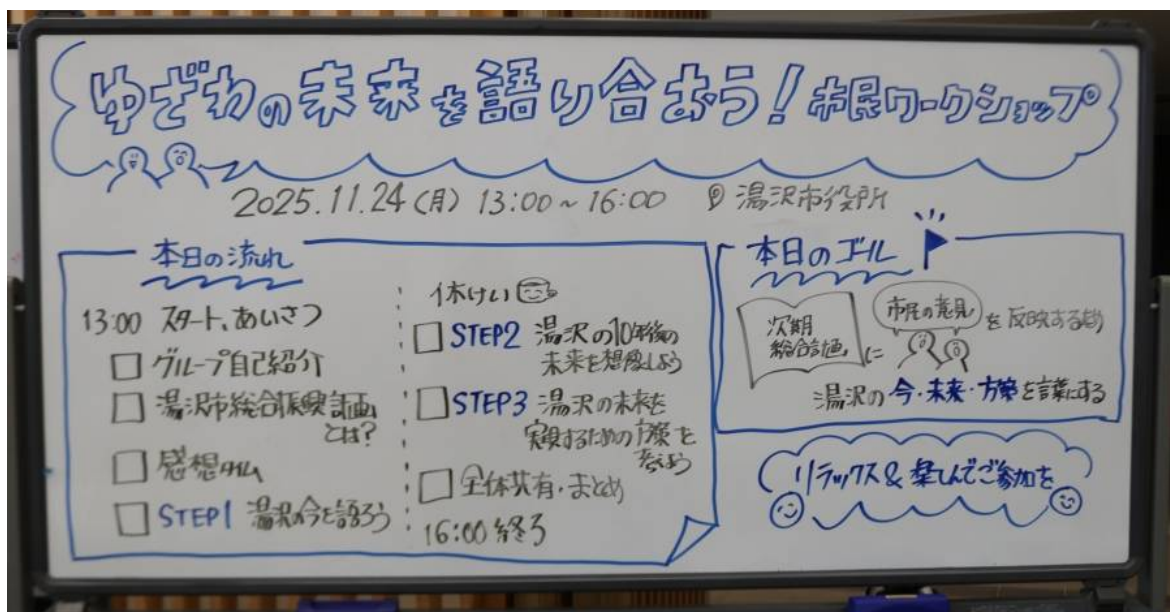 ゆざわの未来を語り合おう！市民ワークショップ
2025.11.24(月) 13:00~16:00 湯沢市役所
本日の流れ
13:00 スタート、あいさつ
グループ自己紹介
湯沢市総合振興計画
とは？
感想タイム
STEP1 湯沢の今を語ろう
休けい
STEP2 湯沢の10年後の
未来を想像しよう
STEP3 湯沢の未来を
実現するための方策を
考えよう
全体共有・まとめ
16:00 終了
本日のゴール
次期
総合計画に
市民の意見を反映するため
湯沢の今・未来・方策を言葉にする
リラックス&楽しんでご参加を